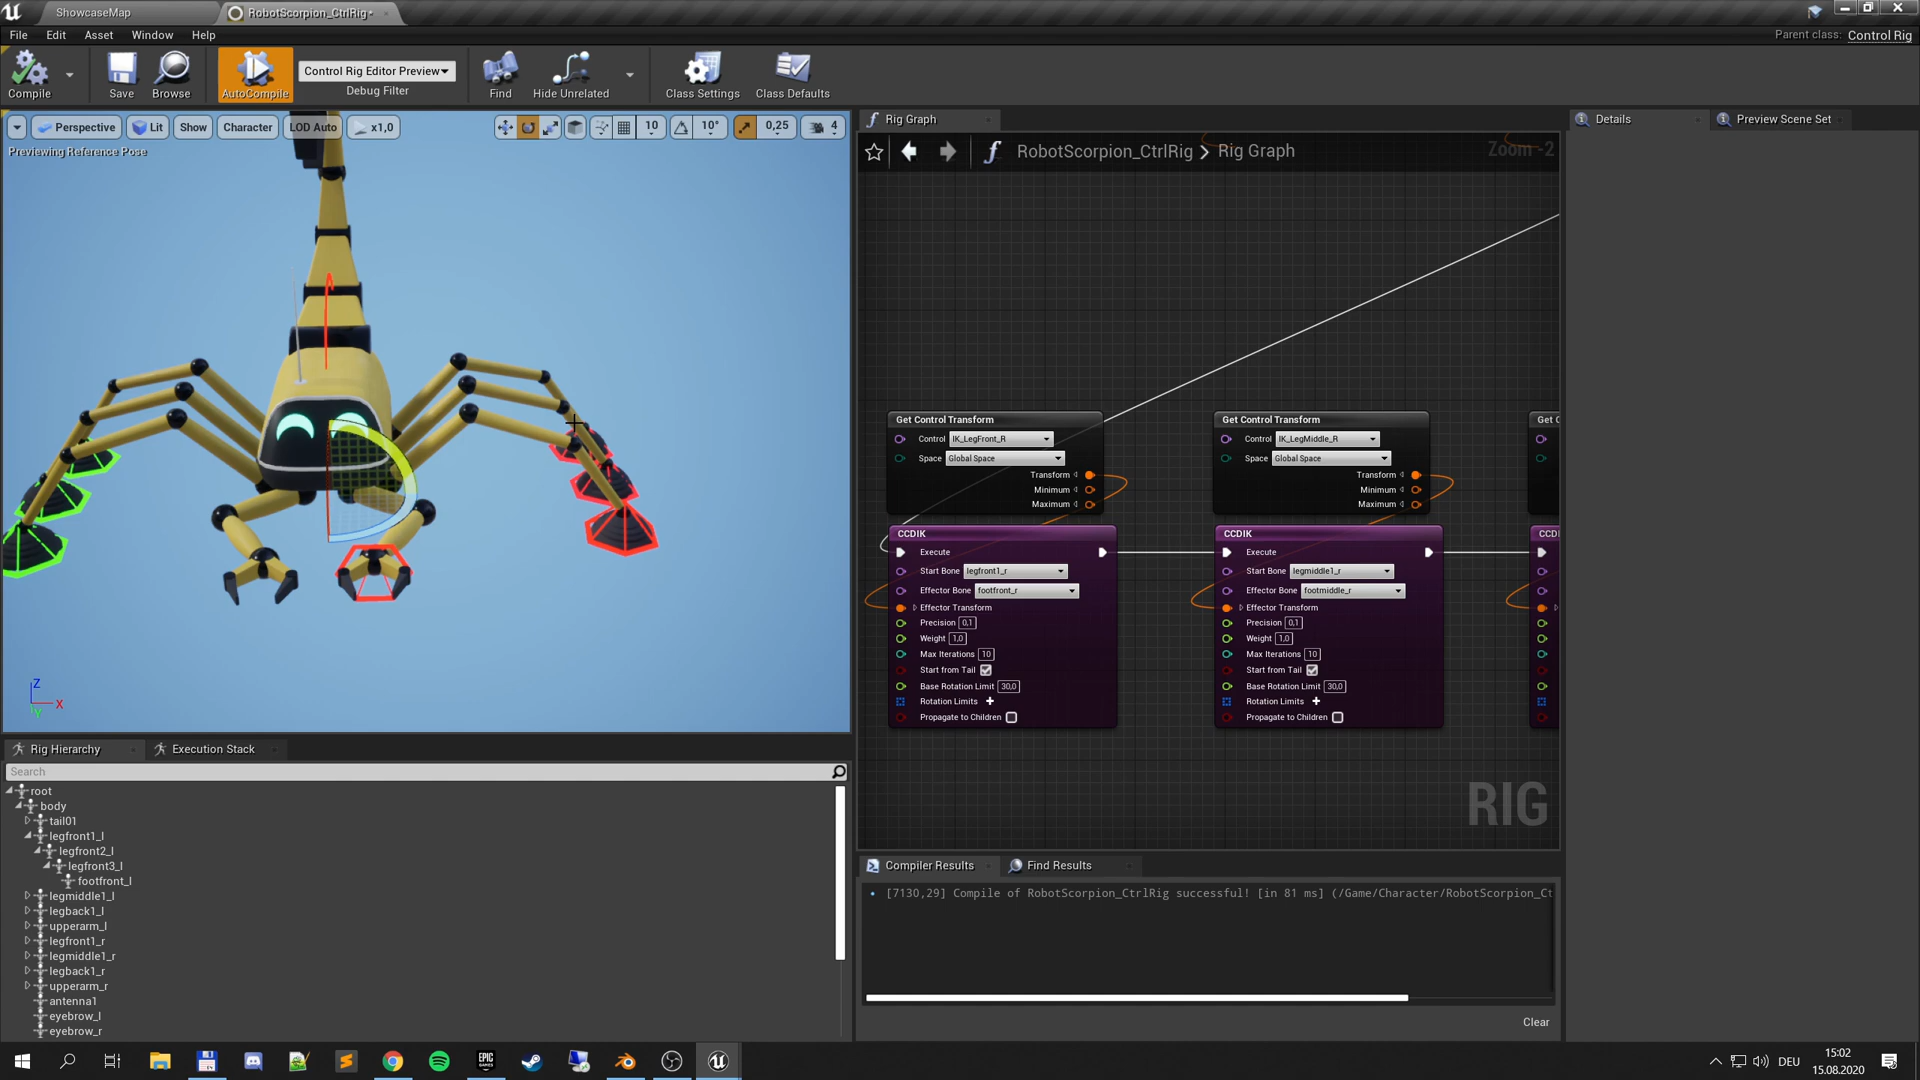 ShowcaseMap
RobotScorpion_CtrlRig*
File Edit Asset Window Help
Parent class: Control Rig
Compile
Save
Browse
AutoCompile
Control Rig Editor Preview
Debug Filter
Find
Hide Unrelated
Class Settings
Class Defaults
Perspective
Lit
Show
Character
LOD Auto
x1,0
10
10°
0,25
4
Previewing Reference Pose
Z
X
Y
Rig Graph
RobotScorpion_CtrlRig > Rig Graph
Zoom -2
Get Control Transform
Control IK_LegFront_R
Space Global Space
Transform
Minimum
Maximum
Get Control Transform
Control IK_LegMiddle_R
Space Global Space
Transform
Minimum
Maximum
Get C
CCDIK
Execute
Start Bone legfront1_r
Effector Bone footfront_r
Effector Transform
Precision 0,1
Weight 1,0
Max Iterations 10
Start from Tail
Base Rotation Limit 30,0
Rotation Limits +
Propagate to Children
CCDIK
Execute
Start Bone legmiddle1_r
Effector Bone footmiddle_r
Effector Transform
Precision 0,1
Weight 1,0
Max Iterations 10
Start from Tail
Base Rotation Limit 30,0
Rotation Limits +
Propagate to Children
CCDI
RIG
Details
Preview Scene Set
Rig Hierarchy
Execution Stack
Search
root
body
tail01
legfront1_l
legfront2_l
legfront3_l
footfront_l
legmiddle1_l
legback1_l
upperarm_l
legfront1_r
legmiddle1_r
legback1_r
upperarm_r
antenna1
eyebrow_l
eyebrow_r
Compiler Results
Find Results
[7130,29] Compile of RobotScorpion_CtrlRig successful! [in 81 ms] (/Game/Character/RobotScorpion_Ct
Clear
EPIC
GAMES
DEU
15:02
15.08.2020